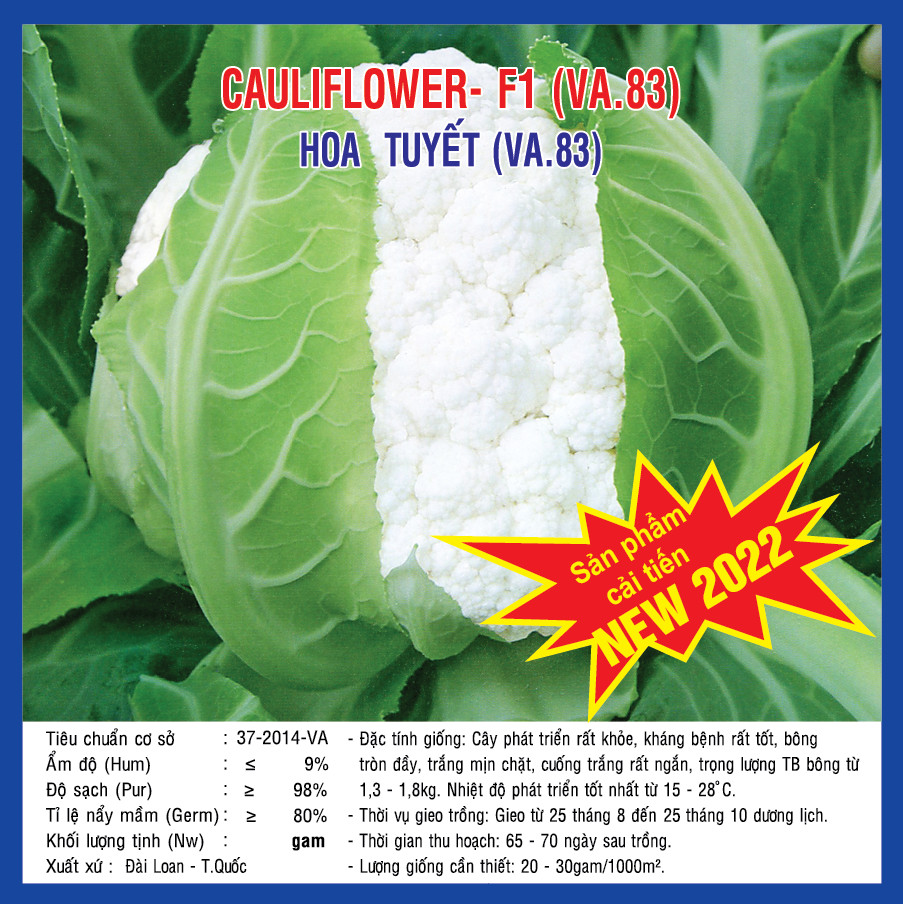 CAULIFLOWER- F1 (VA.83)
HOA TUYẾT (VA.83)
Sản phẩm
cải tiến
NEW 2022
Tiêu chuẩn cơ sở : 37-2014-VA
Ẩm độ (Hum) : ≤ 9%
Độ sạch (Pur) : ≥ 98%
Tỉ lệ nẩy mầm (Germ) : ≥ 80%
Khối lượng tịnh (Nw) : gam
Xuất xứ : Đài Loan - T.Quốc
- Đặc tính giống: Cây phát triển rất khỏe, kháng bệnh rất tốt, bông
tròn đầy, trắng mịn chặt, cuống trắng rất ngắn, trọng lượng TB bông từ
1,3 - 1,8kg. Nhiệt độ phát triển tốt nhất từ 15 - 28°C.
- Thời vụ gieo trồng: Gieo từ 25 tháng 8 đến 25 tháng 10 dương lịch.
- Thời gian thu hoạch: 65 - 70 ngày sau trồng.
- Lượng giống cần thiết: 20 - 30gam/1000m².